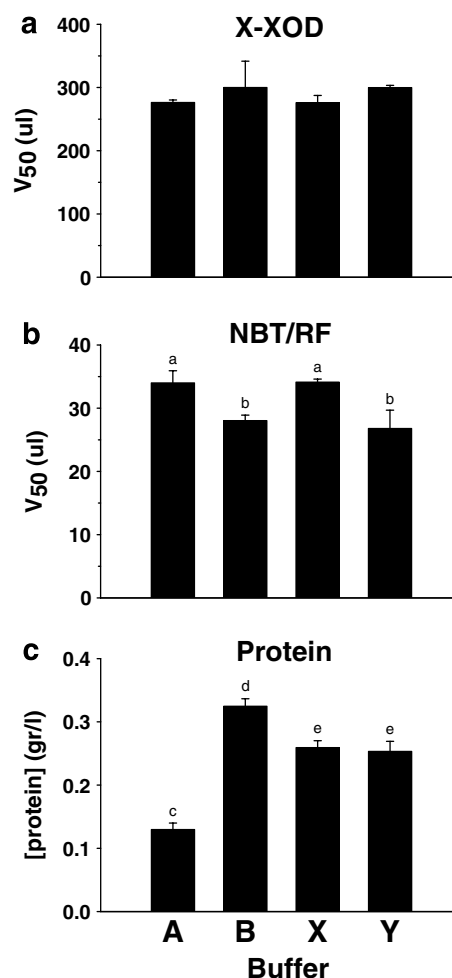 a
X-XOD
400
300
200
100
0
V50 (ul)
b
NBT/RF
40
30
20
10
0
V50 (ul)
a
b
a
b
c
Protein
0.4
0.3
0.2
0.1
0.0
[protein] (gr/l)
c
d
e
e
A B X Y
Buffer